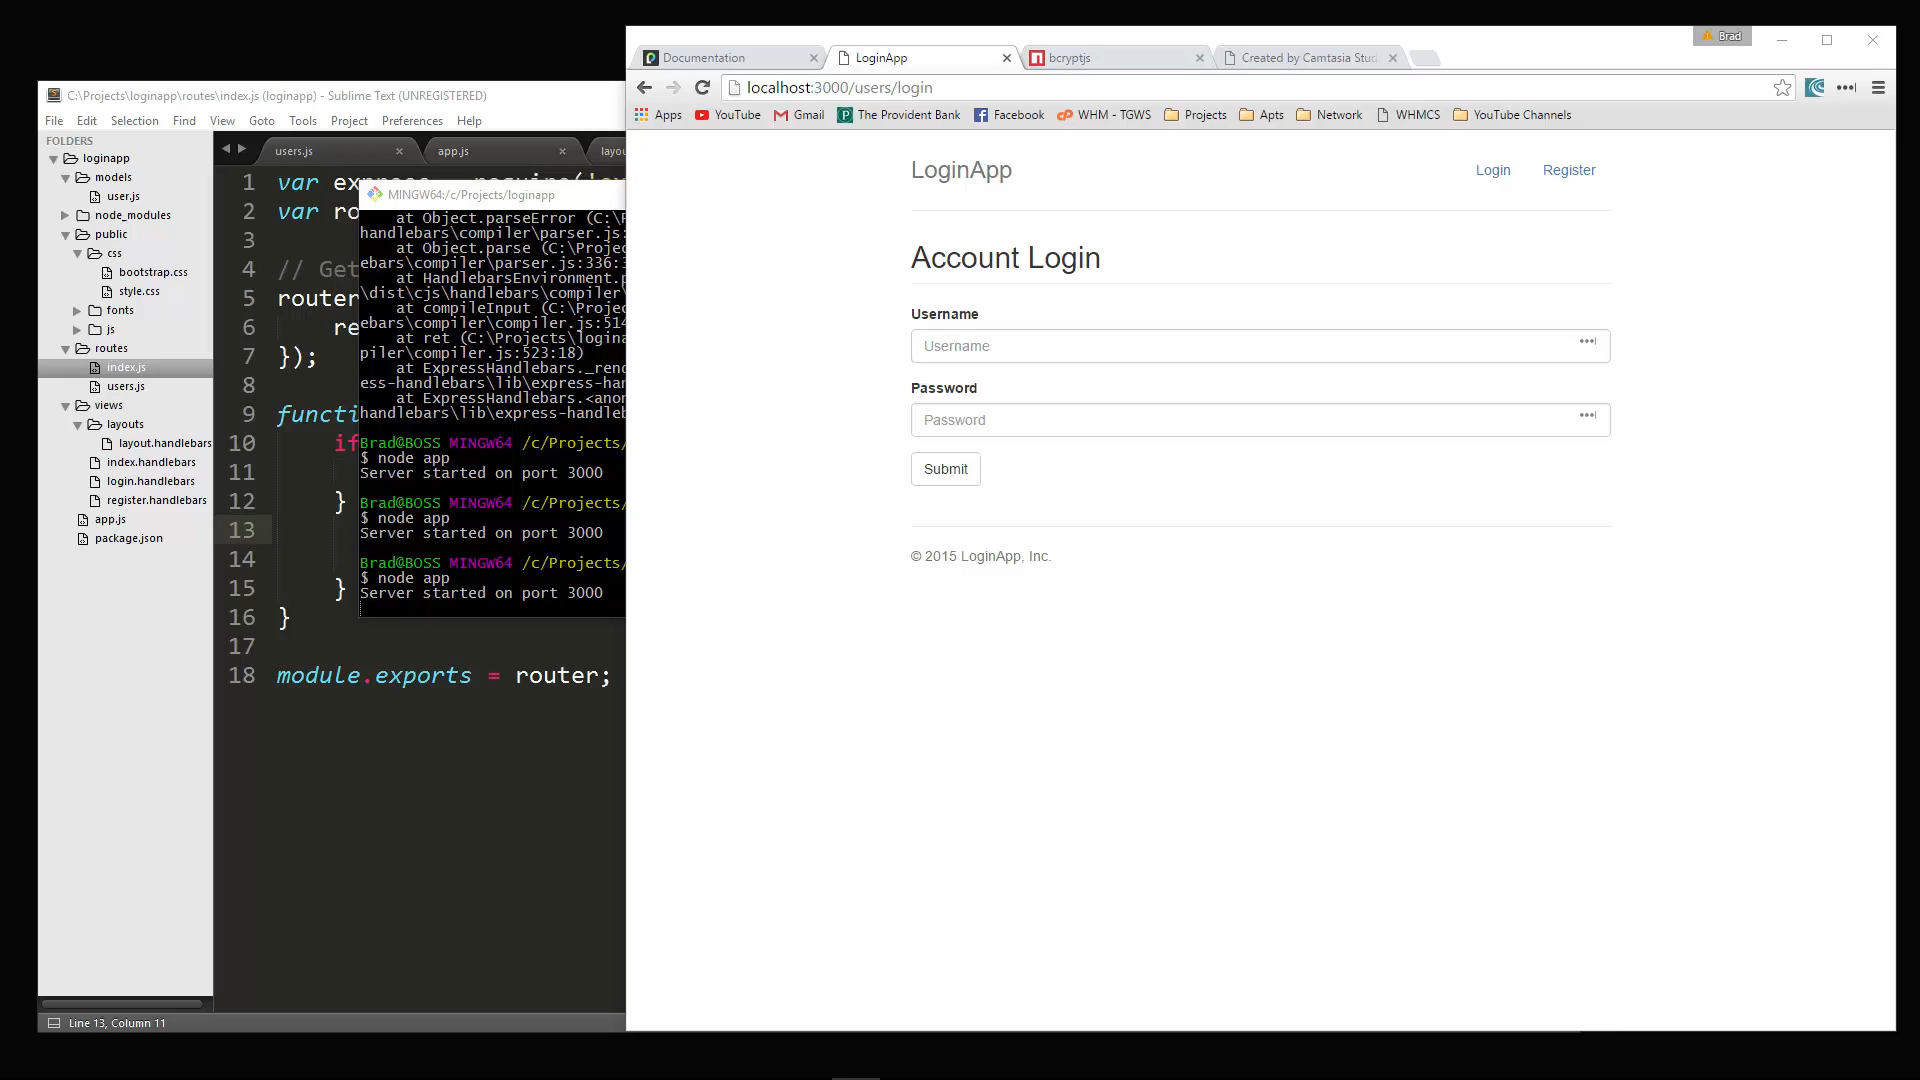 C:\Projects\loginapp\routes\index.js (loginapp) - Sublime Text (UNREGISTERED)
File Edit Selection Find View Goto Tools Project Preferences Help
FOLDERS
loginapp
models
user.js
node_modules
public
css
bootstrap.css
style.css
fonts
js
routes
index.js
users.js
views
layouts
layout.handlebars
index.handlebars
login.handlebars
register.handlebars
app.js
package.json
users.js
app.js
layou
1 var
2 var ro
3
4 // Get
5 router
6 re
7 });
8
9 functi
10 if
11
12 }
13
14
15 }
16 }
17
18 module.exports = router;
Line 13, Column 11
MINGW64:/c/Projects/loginapp
at Object.parseError (C:\P
handlebars\compiler\parser.js:
at Object.parse (C:\Projec
ebars\compiler\parser.js:336:3
at HandlebarsEnvironment.p
\dist\cjs\handlebars\compiler\
at compileInput (C:\Projec
ebars\compiler\compiler.js:514
at ret (C:\Projects\logina
piler\compiler.js:523:18)
at ExpressHandlebars._rend
ess-handlebars\lib\express-han
at ExpressHandlebars.<anon
handlebars\lib\express-handleb
Brad@BOSS MINGW64 /c/Projects/
$ node app
Server started on port 3000
Brad@BOSS MINGW64 /c/Projects/
$ node app
Server started on port 3000
Brad@BOSS MINGW64 /c/Projects/
$ node app
Server started on port 3000
Brad
Documentation
LoginApp
bcryptjs
Created by Camtasia Stud
localhost:3000/users/login
Apps YouTube Gmail The Provident Bank Facebook WHM - TGWS Projects Apts Network WHMCS YouTube Channels
LoginApp
Login Register
Account Login
Username
Username
Password
Password
Submit
© 2015 LoginApp, Inc.